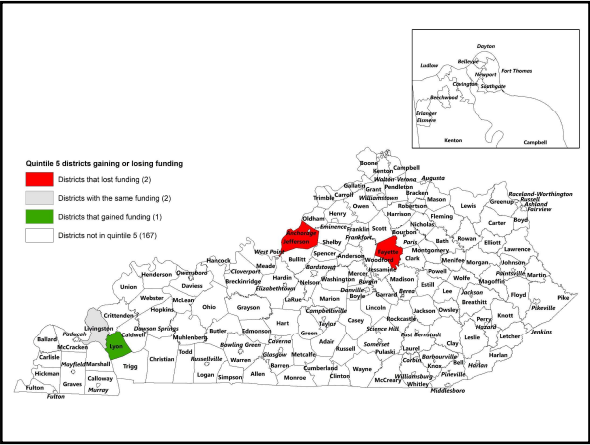 Dayton
Ludlow
Bellevue
Fort Thomas
Newport
Covington
Southgate
Beechwood
Erlanger
Elsmere
Kenton
Campbell
Quintile 5 districts gaining or losing funding
Districts that lost funding (2)
Districts with the same funding (2)
Districts that gained funding (1)
Districts not in quintile 5 (167)
Boone
Kenton
Campbell
Walton-Verona
Augusta
Gallatin
Grant
Pendleton
Bracken
Carroll
Williamstown
Mason
Trimble
Owen
Robertson
Lewis
Greenup
Raceland-Worthington
Russell
Ashland
Fairview
Oldham
Henry
Harrison
Fleming
Carter
Boyd
Anchorage
Eminence
Franklin
Scott
Nicholas
Bourbon
Jefferson
Shelby
Frankfort
Paris
Bath
Rowan
Elliott
Lawrence
West Point
Bullitt
Spencer
Anderson
Fayette
Woodford
Clark
Montgomery
Menifee
Morgan
Johnson
Paintsville
Martin
Hancock
Meade
Bardstown
Jessamine
Powell
Wolfe
Magoffin
Henderson
Owensboro
Cloverport
Breckinridge
Hardin
Nelson
Washington
Mercer
Burgin
Madison
Estill
Lee
Jackson
Floyd
Pike
Union
Daviess
Elizabethtown
Danville
Garrard
Berea
Breathitt
Webster
McLean
Ohio
Grayson
LaRue
Marion
Boyle
Lincoln
Jackson
Owsley
Perry
Knott
Pikeville
Hopkins
Crittenden
Campbellsville
Casey
Rockcastle
Hazard
Livingston
Dawson Springs
Muhlenberg
Butler
Edmonson
Hart
Green
Taylor
Science Hill
East Bernstadt
Clay
Leslie
Letcher
Jenkins
Ballard
Paducah
Lyon
Caldwell
Caverna
Adair
Russell
Somerset
Pulaski
Laurel
McCracken
Bowling Green
Christian
Todd
Russellville
Warren
Glasgow
Metcalfe
Corbin
Barbourville
Knox
Bell
Harlan
Harlan
Carlisle
Mayfield
Marshall
Trigg
Logan
Simpson
Allen
Barren
Cumberland
Wayne
Pineville
Hickman
Graves
Calloway
Monroe
Clinton
McCreary
Williamsburg
Whitley
Middlesboro
Fulton
Fulton
Murray